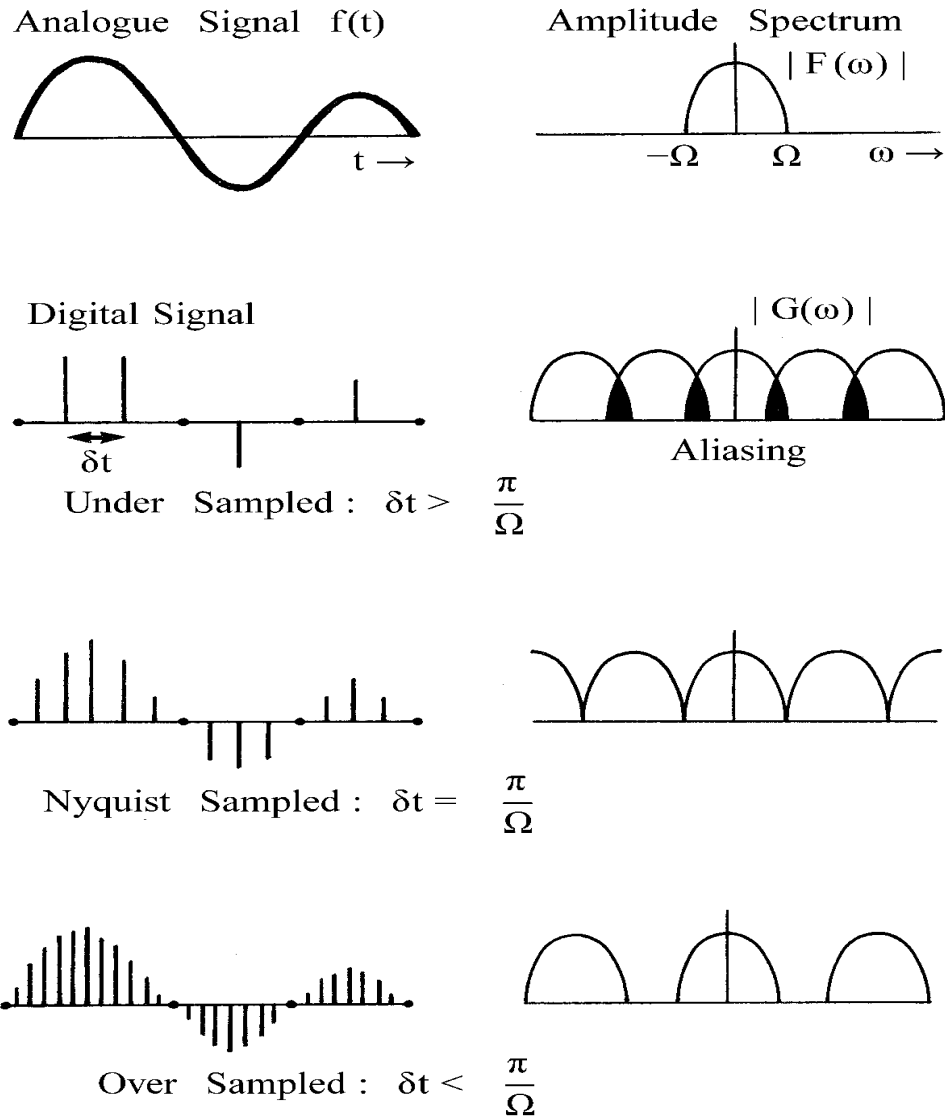 Analogue Signal f(t)
Amplitude Spectrum
| F(ω) |
t →
−Ω
Ω
ω →
Digital Signal
| G(ω) |
δt
Aliasing
Under Sampled : δt > π/Ω
Nyquist Sampled : δt = π/Ω
Over Sampled : δt < π/Ω